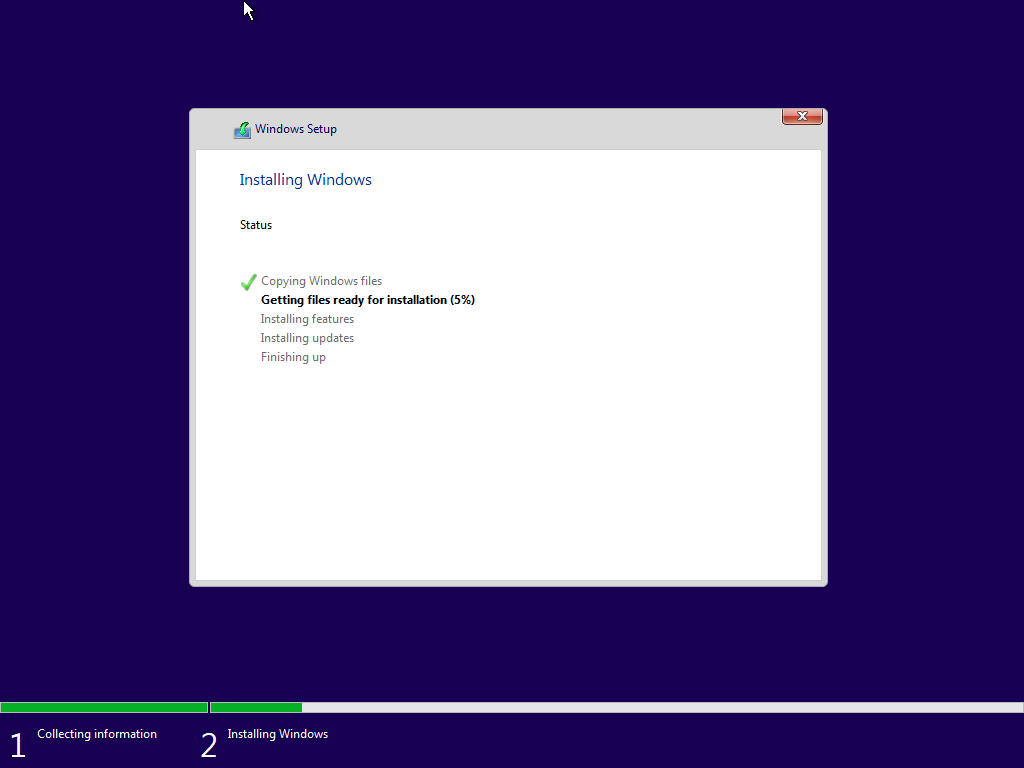 Windows Setup
Installing Windows
Status
Copying Windows files
Getting files ready for installation (5%)
Installing features
Installing updates
Finishing up
1 Collecting information 2 Installing Windows